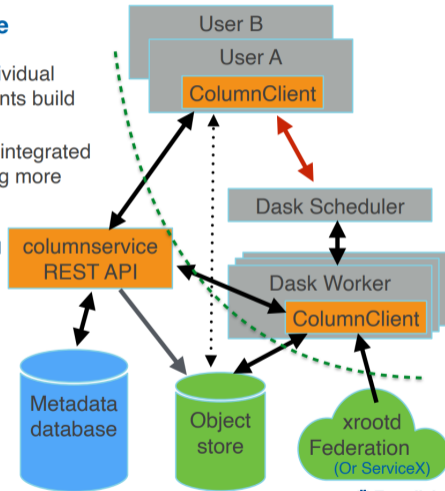 User B
User A
ColumnClient
ividual
nts build
integrated
g more
Dask Scheduler
columnservice
REST API
Dask Worker
ColumnClient
Metadata
database
Object
store
xrootd
Federation
(Or ServiceX)